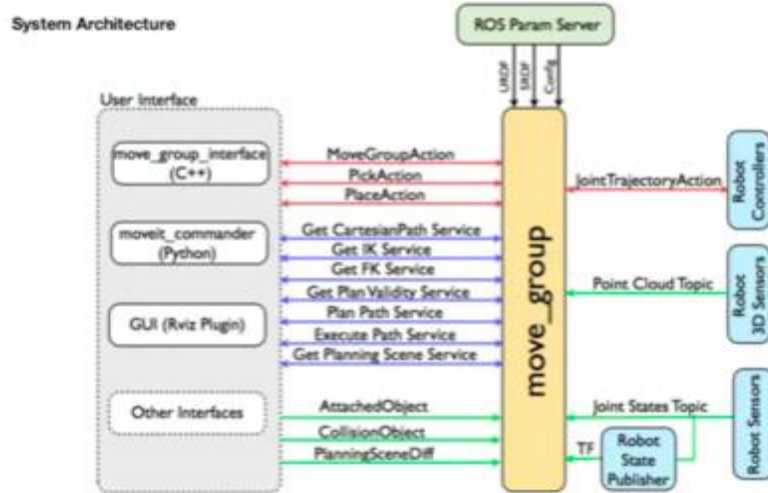 System Architecture
ROS Param Server
URDF
SRDF
Config
User Interface
move_group_interface
(C++)
moveit_commander
(Python)
GUI (Rviz Plugin)
Other Interfaces
MoveGroupAction
PickAction
PlaceAction
Get CartesianPath Service
Get IK Service
Get FK Service
Get Plan Validity Service
Plan Path Service
Execute Path Service
Get Planning Scene Service
AttachedObject
CollisionObject
PlanningSceneDiff
move_group
JointTrajectoryAction
Robot
Controllers
Point Cloud Topic
Robot
3D Sensors
Joint States Topic
TF
Robot
State
Publisher
Robot Sensors